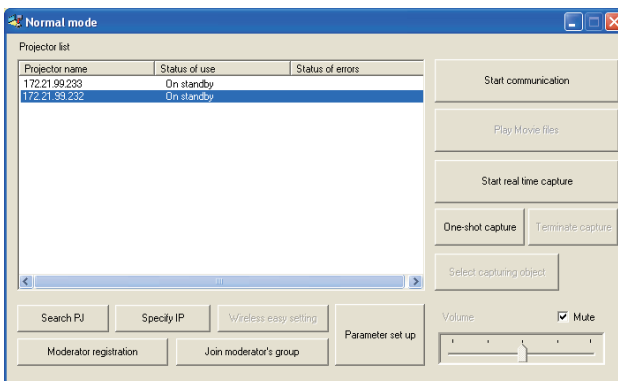 Normal mode
Projector list
Projector name Status of use Status of errors
172.21.99.233 On standby
172.21.99.232 On standby
Start communication
Play Movie files
Start real time capture
One-shot capture Terminate capture
Select capturing object
Search PJ Specify IP Wireless easy setting
Parameter set up
Moderator registration Join moderator's group
Volume: Mute